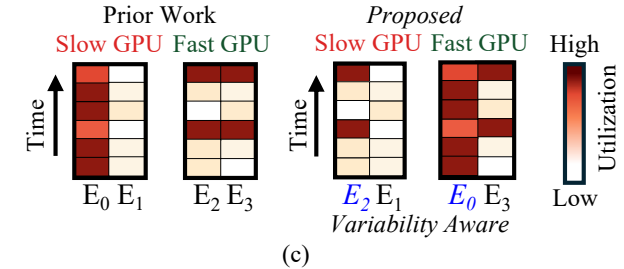 Prior Work
Proposed
Slow GPU Fast GPU
Slow GPU Fast GPU
High
Time
Time
Utilization
Low
E₀ E₁
E₂ E₃
E₂ E₁
E₀ E₃
Variability Aware
(c)